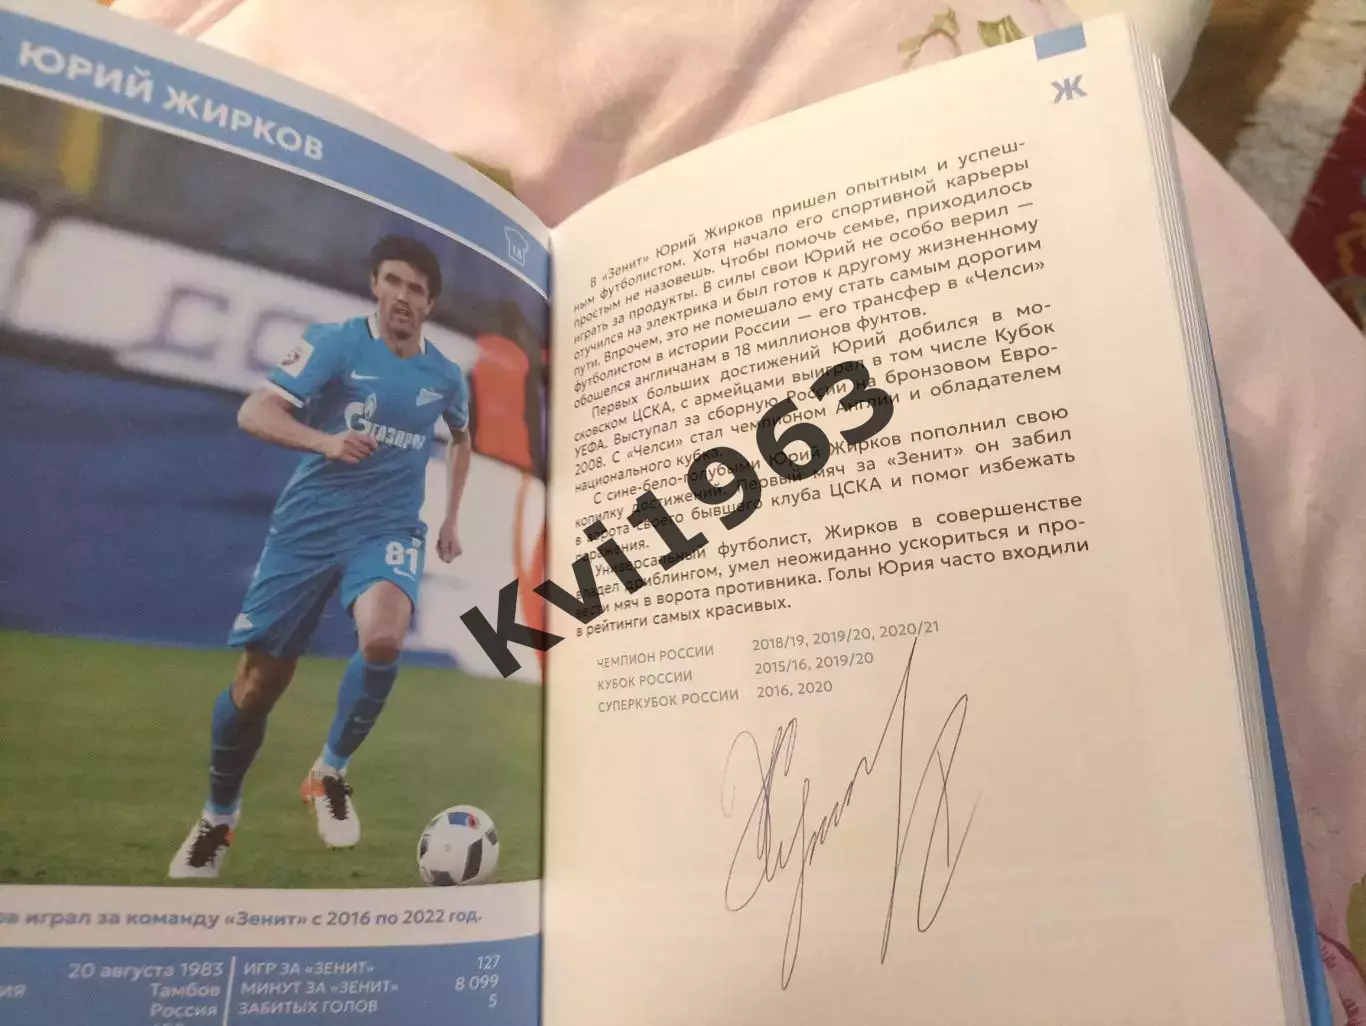 ЮРИЙ ЖИРКОВ
18
ГАЗПРОМ
81
ов играл за команду «Зенит» с 2016 по 2022 год.
20 августа 1983
Тамбов
Россия
ИГР ЗА «ЗЕНИТ» 127
МИНУТ ЗА «ЗЕНИТ» 8 099
ЗАБИТЫХ ГОЛОВ 5
Ж
В «Зенит» Юрий Жирков пришел опытным и успеш-
ным футболистом. Хотя начало его спортивной карьеры
простым не назовешь. Чтобы помочь семье, приходилось
играть за продукты. В силы свои Юрий не особо верил —
отучился на электрика и был готов к другому жизненному
пути. Впрочем, это не помешало ему стать самым дорогим
футболистом в истории России — его трансфер в «Челси»
обошелся англичанам в 18 миллионов фунтов.
Первых больших достижений Юрий добился в мо-
сковском ЦСКА, с армейцами выиграл в том числе Кубок
УЕФА. Выступал за сборную России на бронзовом Евро-
2008. С «Челси» стал чемпионом Англии и обладателем
национального кубка.
С сине-бело-голубыми Юрий Жирков пополнил свою
копилку достижений. Первый мяч за «Зенит» он забил
в ворота своего бывшего клуба ЦСКА и помог избежать
поражения.
Универсальный футболист, Жирков в совершенстве
владел дриблингом, умел неожиданно ускориться и про-
вести мяч в ворота противника. Голы Юрия часто входили
в рейтинги самых красивых.
ЧЕМПИОН РОССИИ 2018/19, 2019/20, 2020/21
КУБОК РОССИИ 2015/16, 2019/20
СУПЕРКУБОК РОССИИ 2016, 2020
Kvi1963